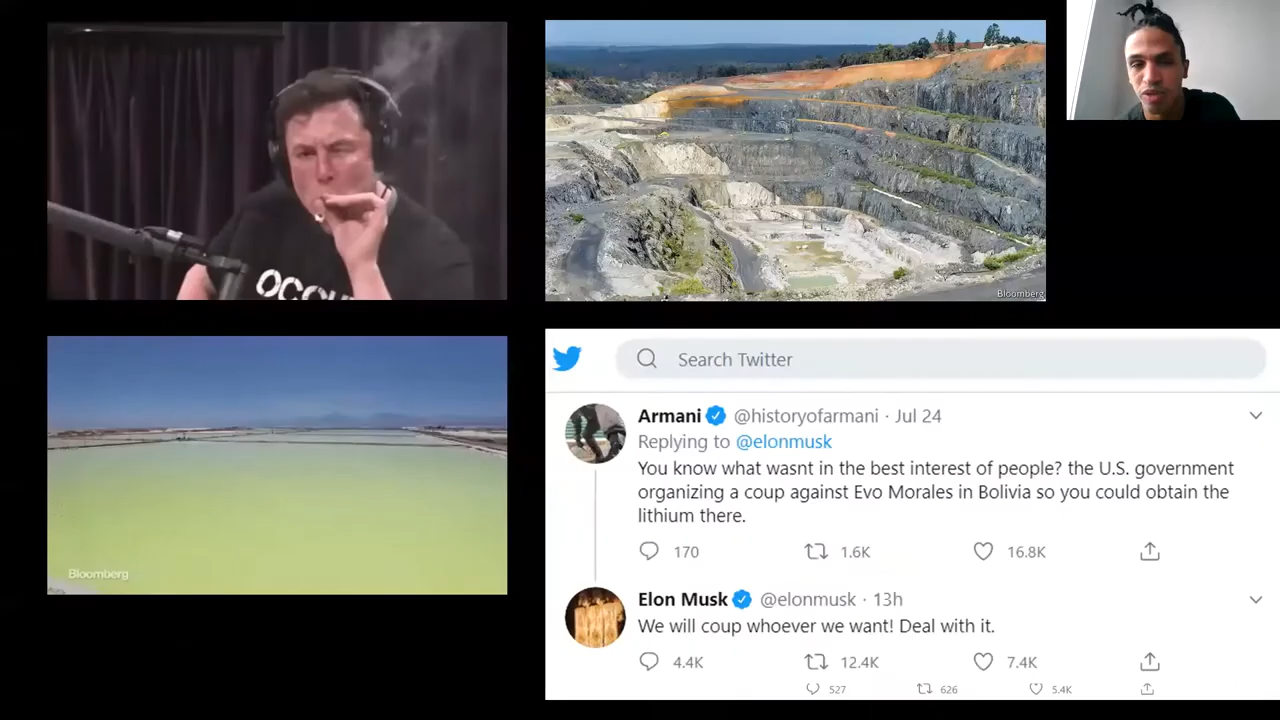 OCCU
Bloomberg
Bloomberg
Search Twitter
Armani @historyofarmani · Jul 24
Replying to @elonmusk
You know what wasnt in the best interest of people? the U.S. government
organizing a coup against Evo Morales in Bolivia so you could obtain the
lithium there.
170 1.6K 16.8K
Elon Musk @elonmusk · 13h
We will coup whoever we want! Deal with it.
4.4K 12.4K 7.4K
527 626 5.4K